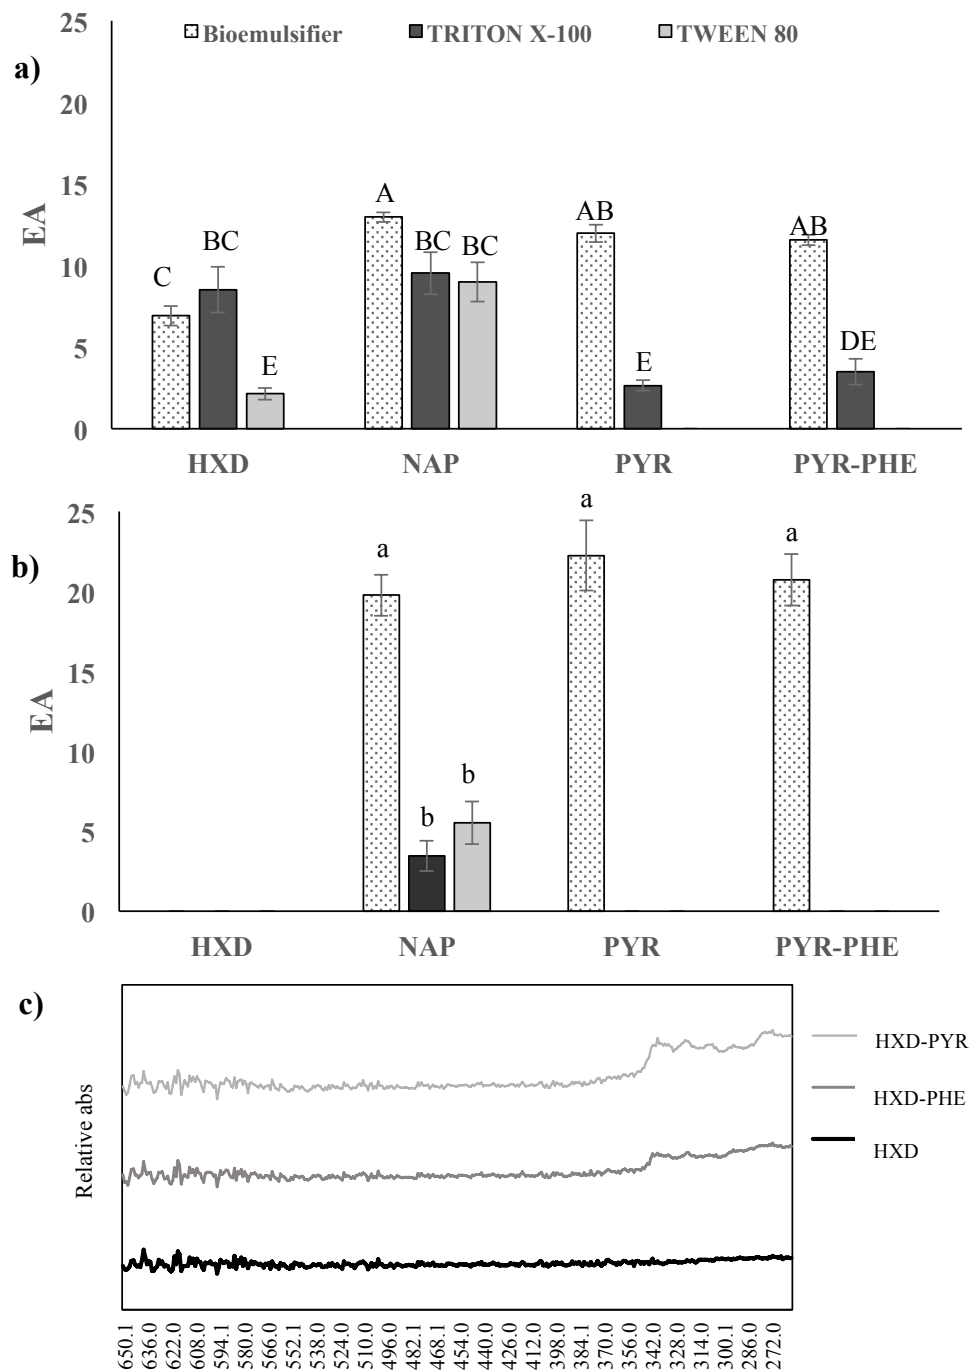 a)
Bioemulsifier TRITON X-100 TWEEN 80
EA
25
20
15
10
5
0
C BC E
A BC BC
AB E
AB DE
HXD NAP PYR PYR-PHE
b)
EA
25
20
15
10
5
0
a b b
a
a
HXD NAP PYR PYR-PHE
c)
Relative abs
HXD-PYR
HXD-PHE
HXD
650.1 636.0 622.0 608.0 594.1 580.0 566.0 552.1 538.0 524.0 510.0 496.0 482.1 468.1 454.0 440.0 426.0 412.0 398.0 384.1 370.0 356.0 342.0 328.0 314.0 300.1 286.0 272.0